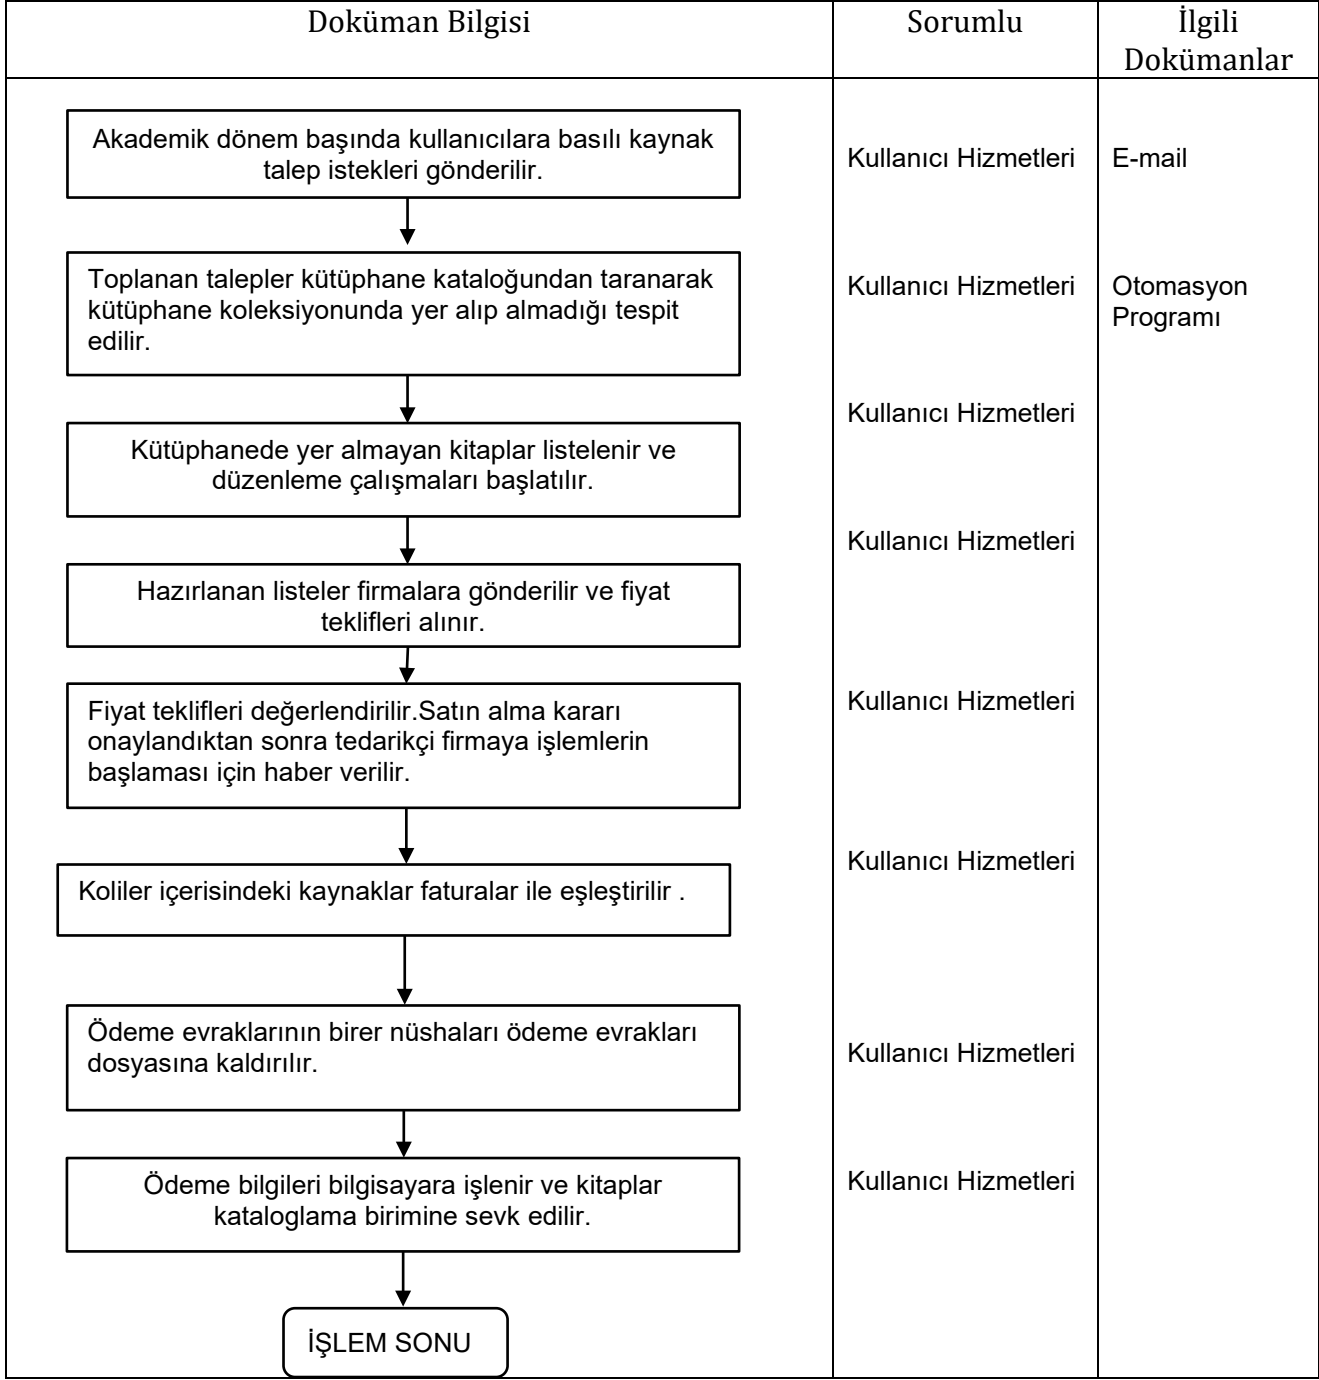 Doküman Bilgisi
Sorumlu
İlgili
Dokümanlar
Akademik dönem başında kullanıcılara basılı kaynak
talep istekleri gönderilir.
Kullanıcı Hizmetleri
E-mail
Toplanan talepler kütüphane kataloğundan taranarak
kütüphane koleksiyonunda yer alıp almadığı tespit
edilir.
Kullanıcı Hizmetleri
Otomasyon
Programı
Kullanıcı Hizmetleri
Kütüphanede yer almayan kitaplar listelenir ve
düzenleme çalışmaları başlatılır.
Kullanıcı Hizmetleri
Hazırlanan listeler firmalara gönderilir ve fiyat
teklifleri alınır.
Kullanıcı Hizmetleri
Fiyat teklifleri değerlendirilir.Satın alma kararı
onaylandıktan sonra tedarikçi firmaya işlemlerin
başlaması için haber verilir.
Kullanıcı Hizmetleri
Koliler içerisindeki kaynaklar faturalar ile eşleştirilir .
Ödeme evraklarının birer nüshaları ödeme evrakları
dosyasına kaldırılır.
Kullanıcı Hizmetleri
Ödeme bilgileri bilgisayara işlenir ve kitaplar
kataloglama birimine sevk edilir.
Kullanıcı Hizmetleri
İŞLEM SONU